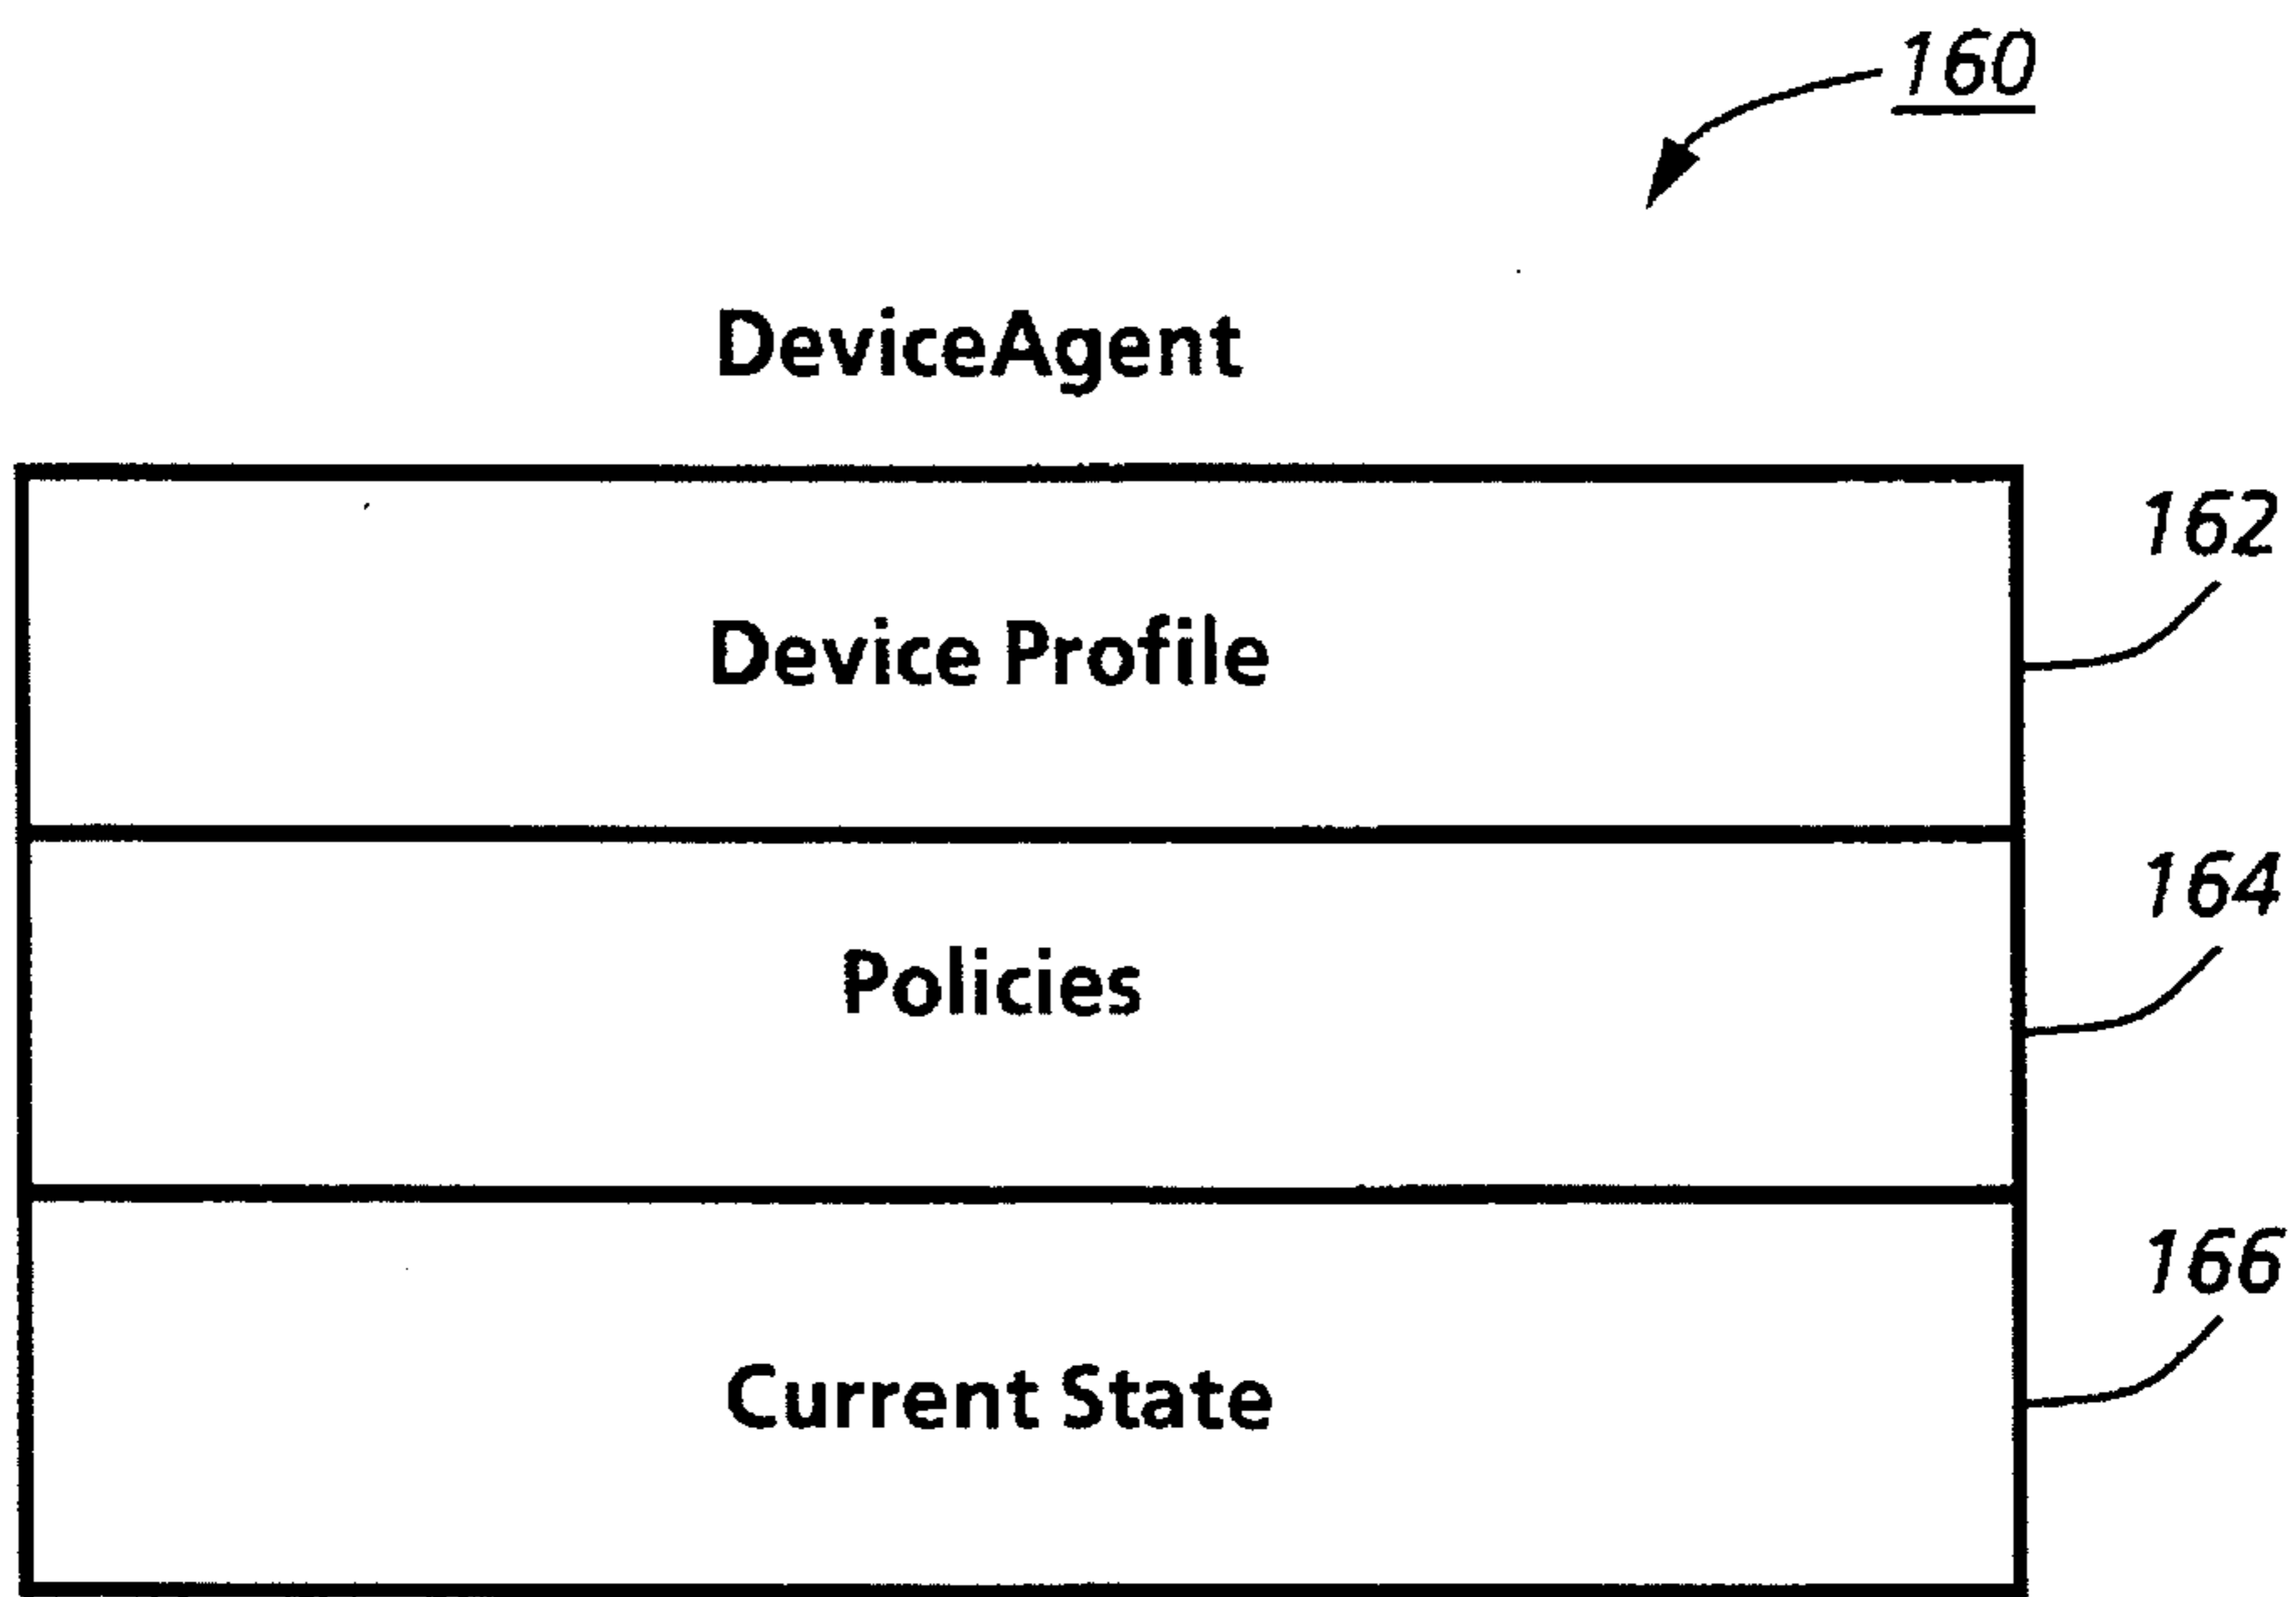 160
DeviceAgent
162
Device Profile
164
Policies
166
Current State